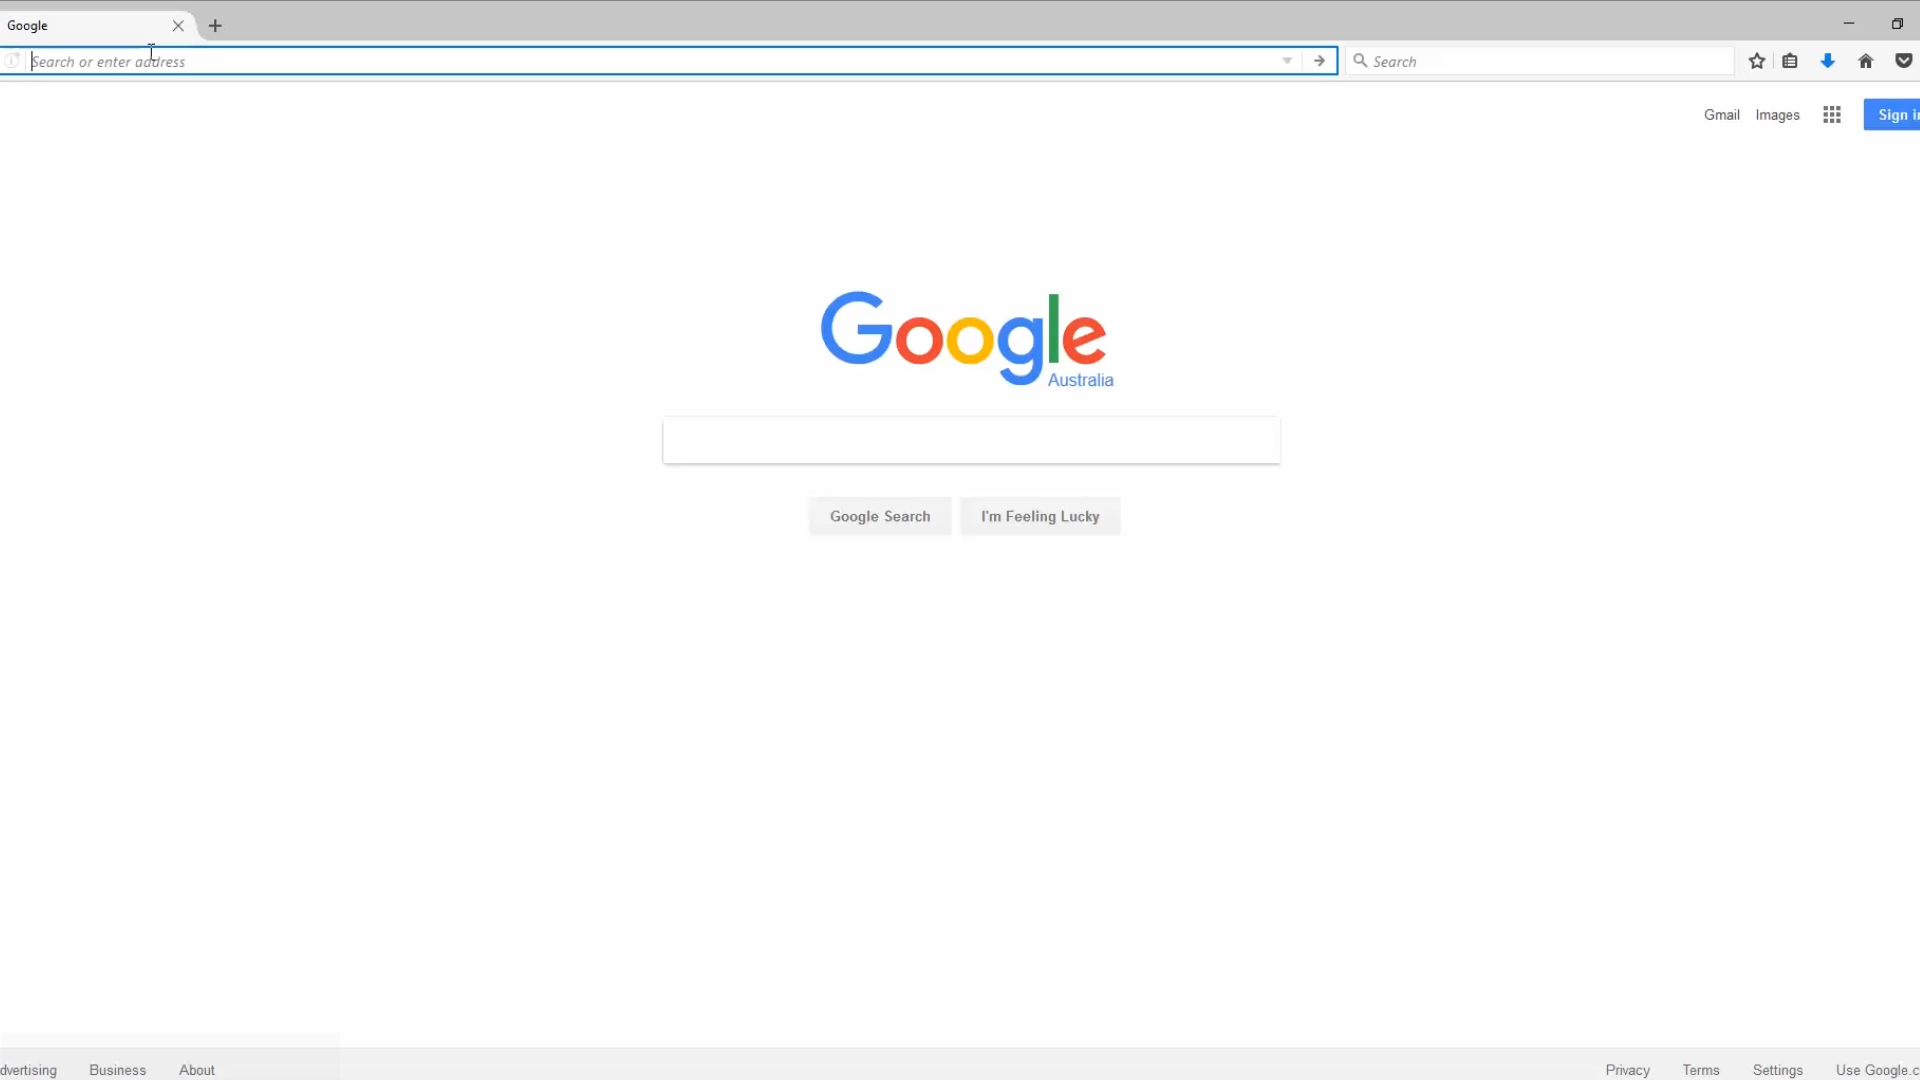 Google
Search or enter address
Search
Gmail Images Sign i
Google
Australia
Google Search I'm Feeling Lucky
dvertising Business About Privacy Terms Settings Use Google.c